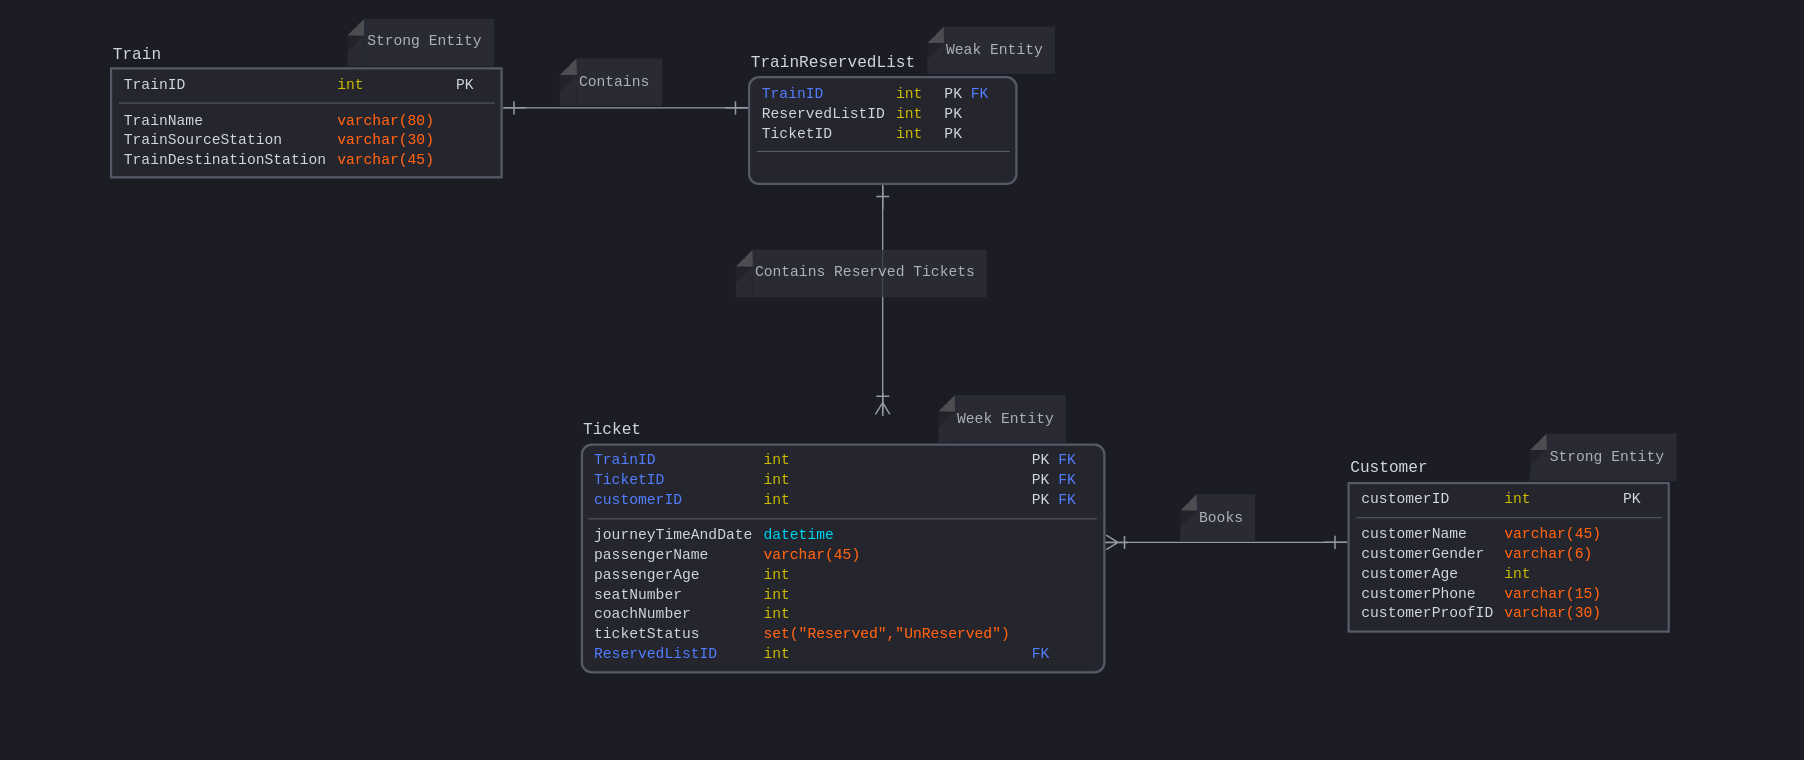 Strong Entity
Train
TrainID int PK
TrainName varchar(80)
TrainSourceStation varchar(30)
TrainDestinationStation varchar(45)
Contains
Weak Entity
TrainReservedList
TrainID int PK FK
ReservedListID int PK
TicketID int PK
Contains Reserved Tickets
Week Entity
Ticket
TrainID int PK FK
TicketID int PK FK
customerID int PK FK
journeyTimeAndDate datetime
passengerName varchar(45)
passengerAge int
seatNumber int
coachNumber int
ticketStatus set("Reserved","UnReserved")
ReservedListID int FK
Books
Strong Entity
Customer
customerID int PK
customerName varchar(45)
customerGender varchar(6)
customerAge int
customerPhone varchar(15)
customerProofID varchar(30)